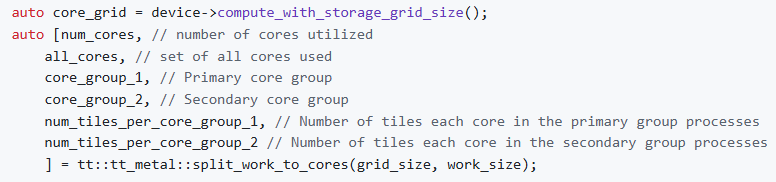 auto core_grid = device->compute_with_storage_grid_size();
auto [num_cores, // number of cores utilized
all_cores, // set of all cores used
core_group_1, // Primary core group
core_group_2, // Secondary core group
num_tiles_per_core_group_1, // Number of tiles each core in the primary group processes
num_tiles_per_core_group_2 // Number of tiles each core in the secondary group processes
] = tt::tt_metal::split_work_to_cores(grid_size, work_size);